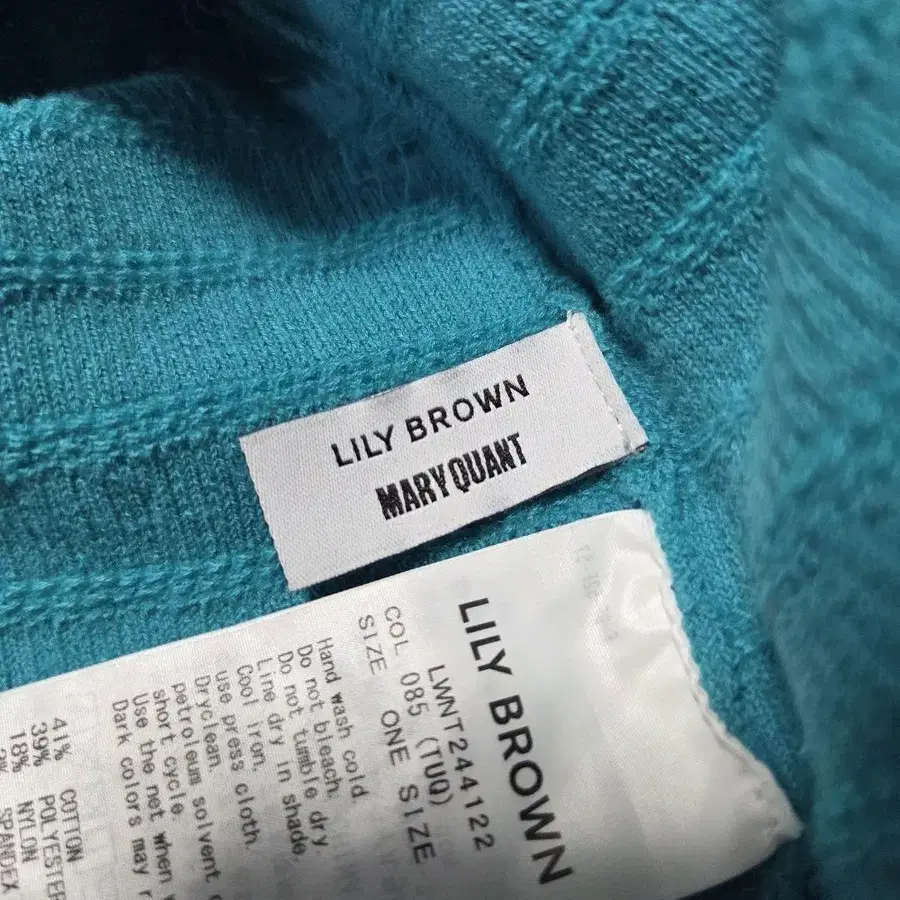 LILY BROWN
MARY QUANT
LILY BROWN
LWNT244122
COL 085 (TUQ)
SIZE ONE SIZE
Hand wash cold.
Do not bleach.
Do not tumble dry.
Line dry in shade.
Cool iron.
use press cloth.
Dryclean.
petroleum solvent
short cycle.
Use the net when
Dark colors may
41% COTTON
39% POLYESTER
18% NYLON
SPANDEX